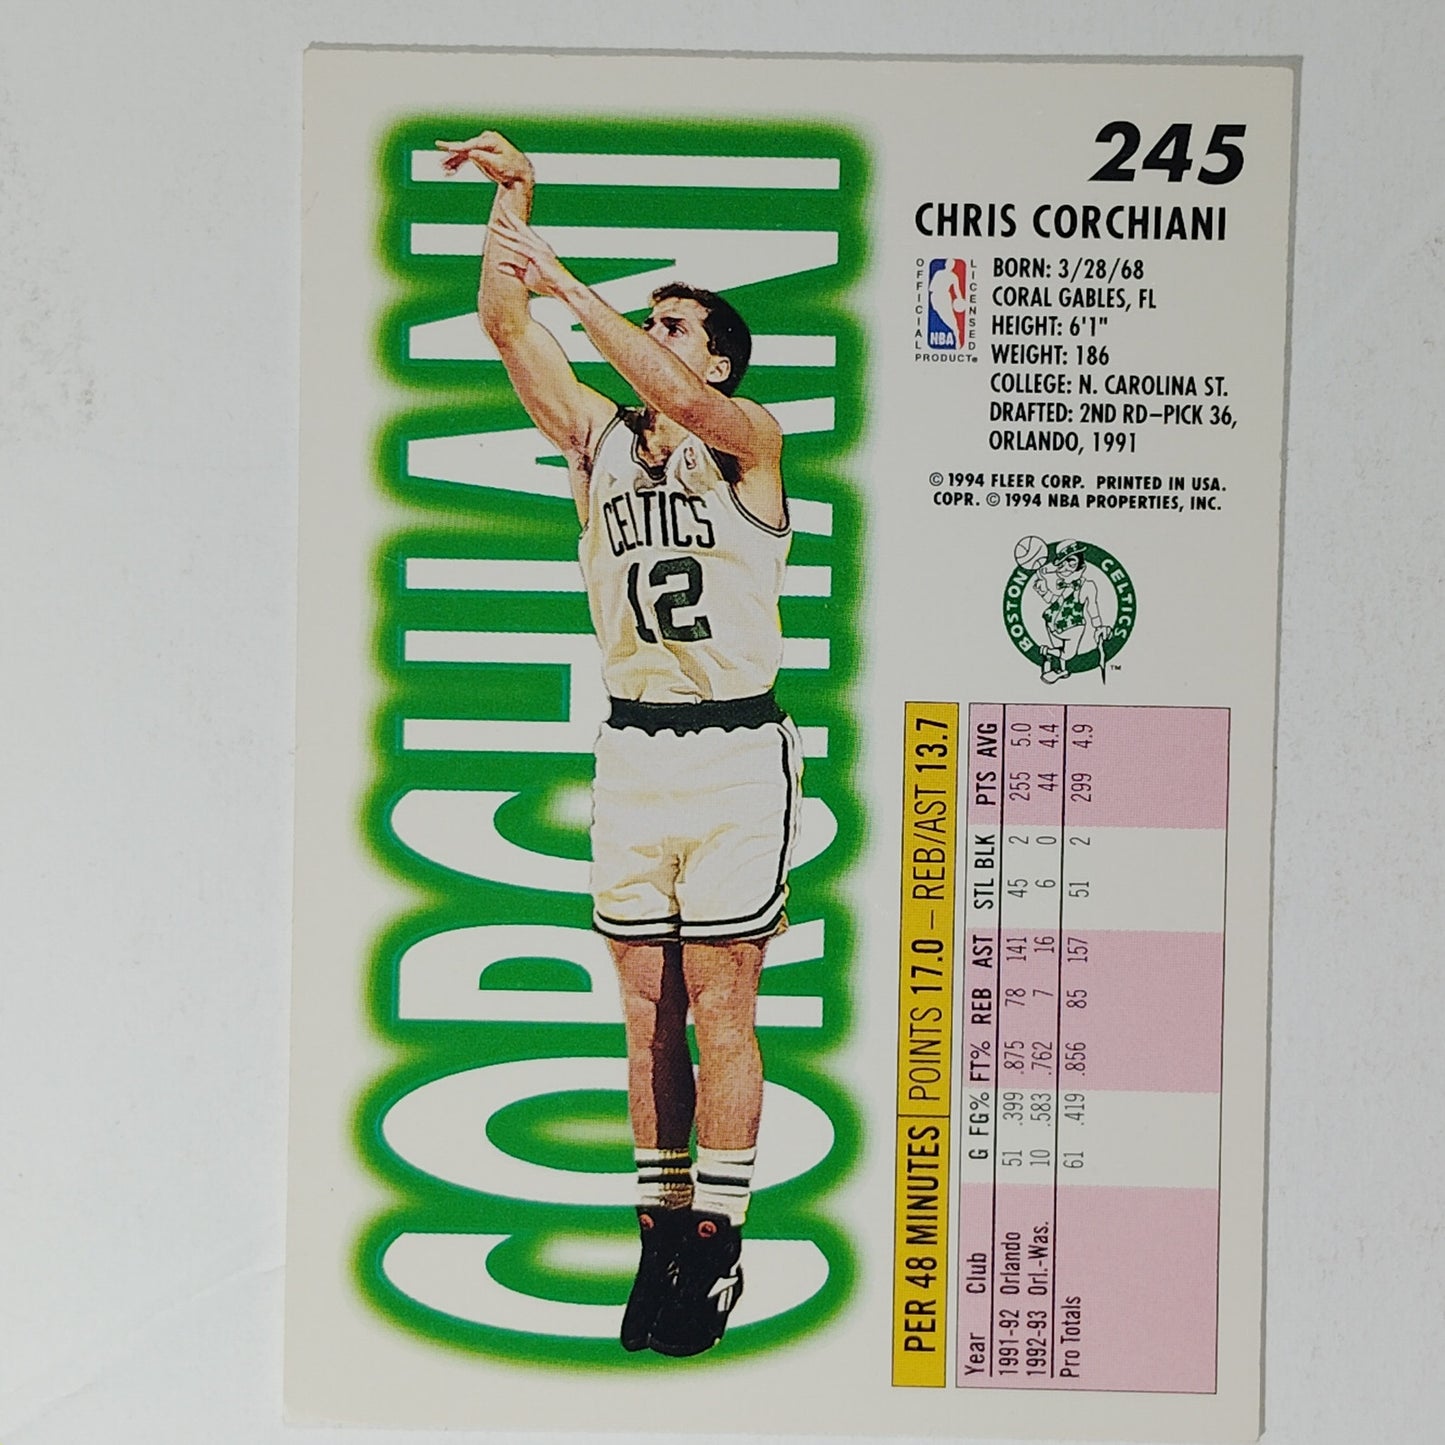 245
CHRIS CORCHIANI
OFFICIAL LICENSED
NBA
PRODUCT®
BORN: 3/28/68
CORAL GABLES, FL
HEIGHT: 6'1"
WEIGHT: 186
COLLEGE: N. CAROLINA ST.
DRAFTED: 2ND RD–PICK 36,
ORLANDO, 1991
© 1994 FLEER CORP. PRINTED IN USA.
COPR. © 1994 NBA PROPERTIES, INC.
BOSTON CELTICS
TM
CORCHIANI
CELTICS
12
PER 48 MINUTES POINTS 17.0 – REB/AST 13.7
Year Club G FG% FT% REB AST STL BLK PTS AVG
1991-92 Orlando 51 .399 .875 78 141 45 2 255 5.0
1992-93 Orl.-Was. 10 .583 .762 7 16 6 0 44 4.4
Pro Totals 61 .419 .856 85 157 51 2 299 4.9